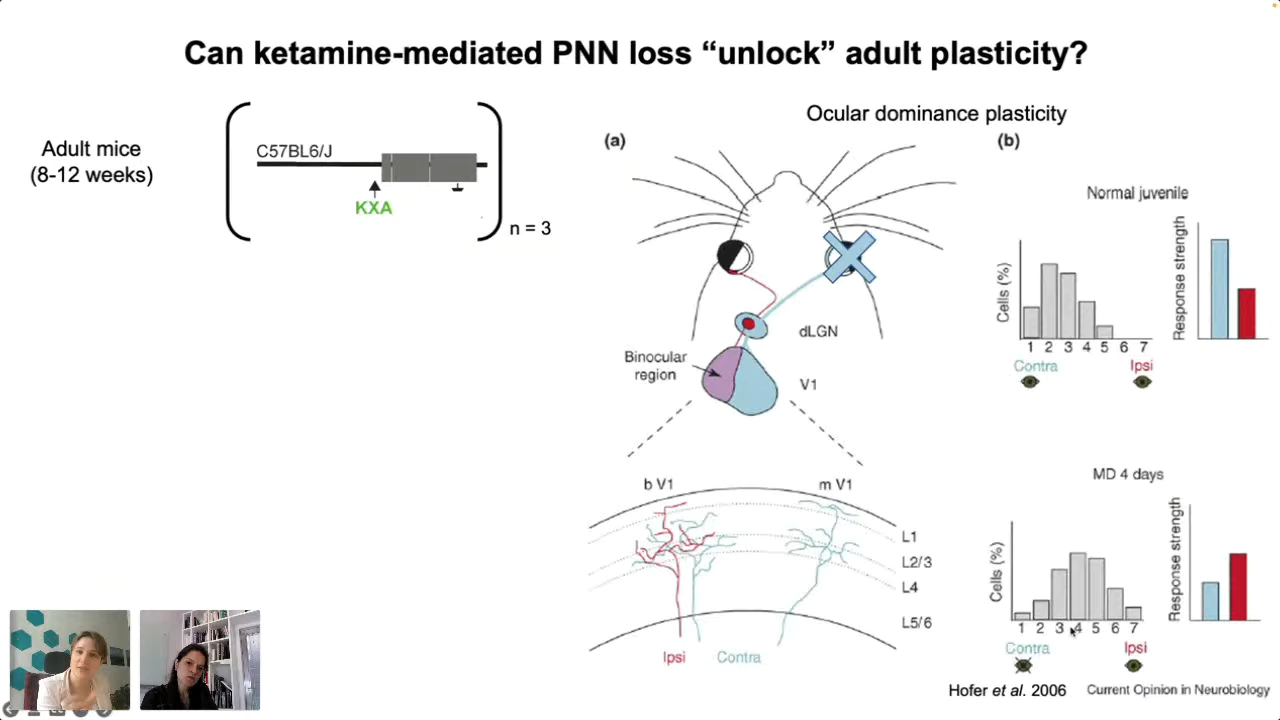 Can ketamine-mediated PNN loss “unlock” adult plasticity?
Adult mice
(8-12 weeks)
C57BL6/J
KXA
n = 3
Ocular dominance plasticity
(a)
Binocular
region
dLGN
V1
b V1
m V1
L1
L2/3
L4
L5/6
Ipsi
Contra
(b)
Normal juvenile
Cells (%)
1 2 3 4 5 6 7
Contra
Ipsi
Response strength
MD 4 days
Cells (%)
1 2 3 4 5 6 7
Contra
Ipsi
Response strength
Hofer et al. 2006
Current Opinion in Neurobiology